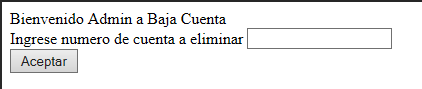 Bienvenido Admin a Baja Cuenta
Ingrese numero de cuenta a eliminar
Aceptar